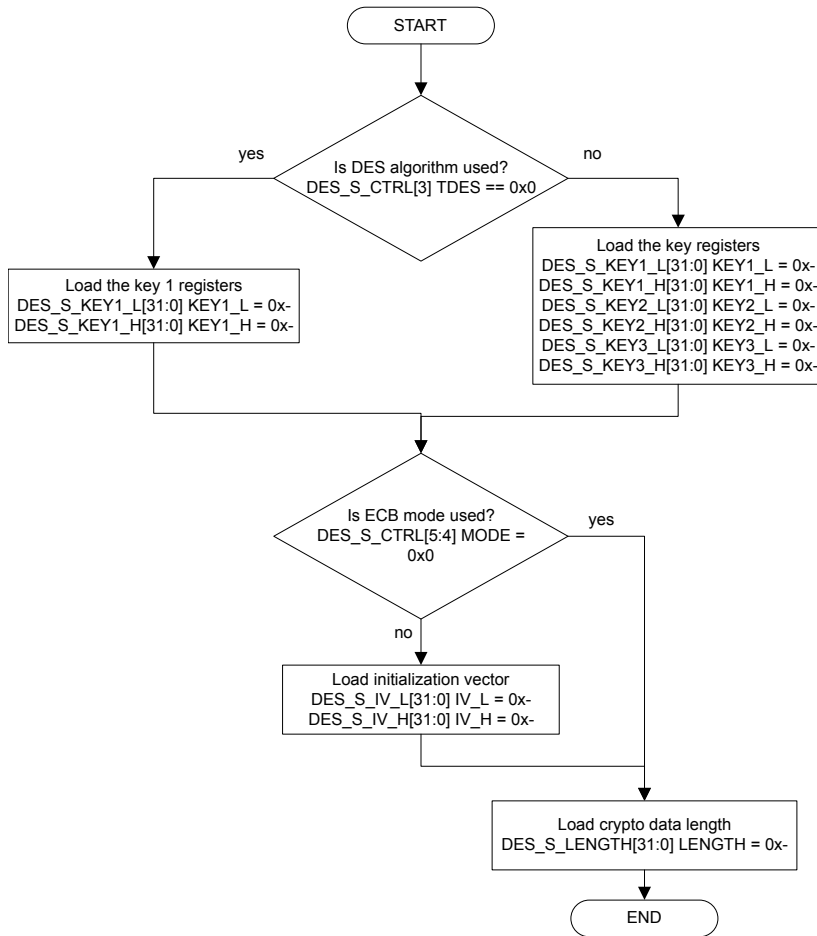 START
yes
no
Is DES algorithm used?
DES_S_CTRL[3] TDES == 0x0
Load the key 1 registers
DES_S_KEY1_L[31:0] KEY1_L = 0x-
DES_S_KEY1_H[31:0] KEY1_H = 0x-
Load the key registers
DES_S_KEY1_L[31:0] KEY1_L = 0x-
DES_S_KEY1_H[31:0] KEY1_H = 0x-
DES_S_KEY2_L[31:0] KEY2_L = 0x-
DES_S_KEY2_H[31:0] KEY2_H = 0x-
DES_S_KEY3_L[31:0] KEY3_L = 0x-
DES_S_KEY3_H[31:0] KEY3_H = 0x-
Is ECB mode used?
DES_S_CTRL[5:4] MODE =
0x0
yes
no
Load initialization vector
DES_S_IV_L[31:0] IV_L = 0x-
DES_S_IV_H[31:0] IV_H = 0x-
Load crypto data length
DES_S_LENGTH[31:0] LENGTH = 0x-
END